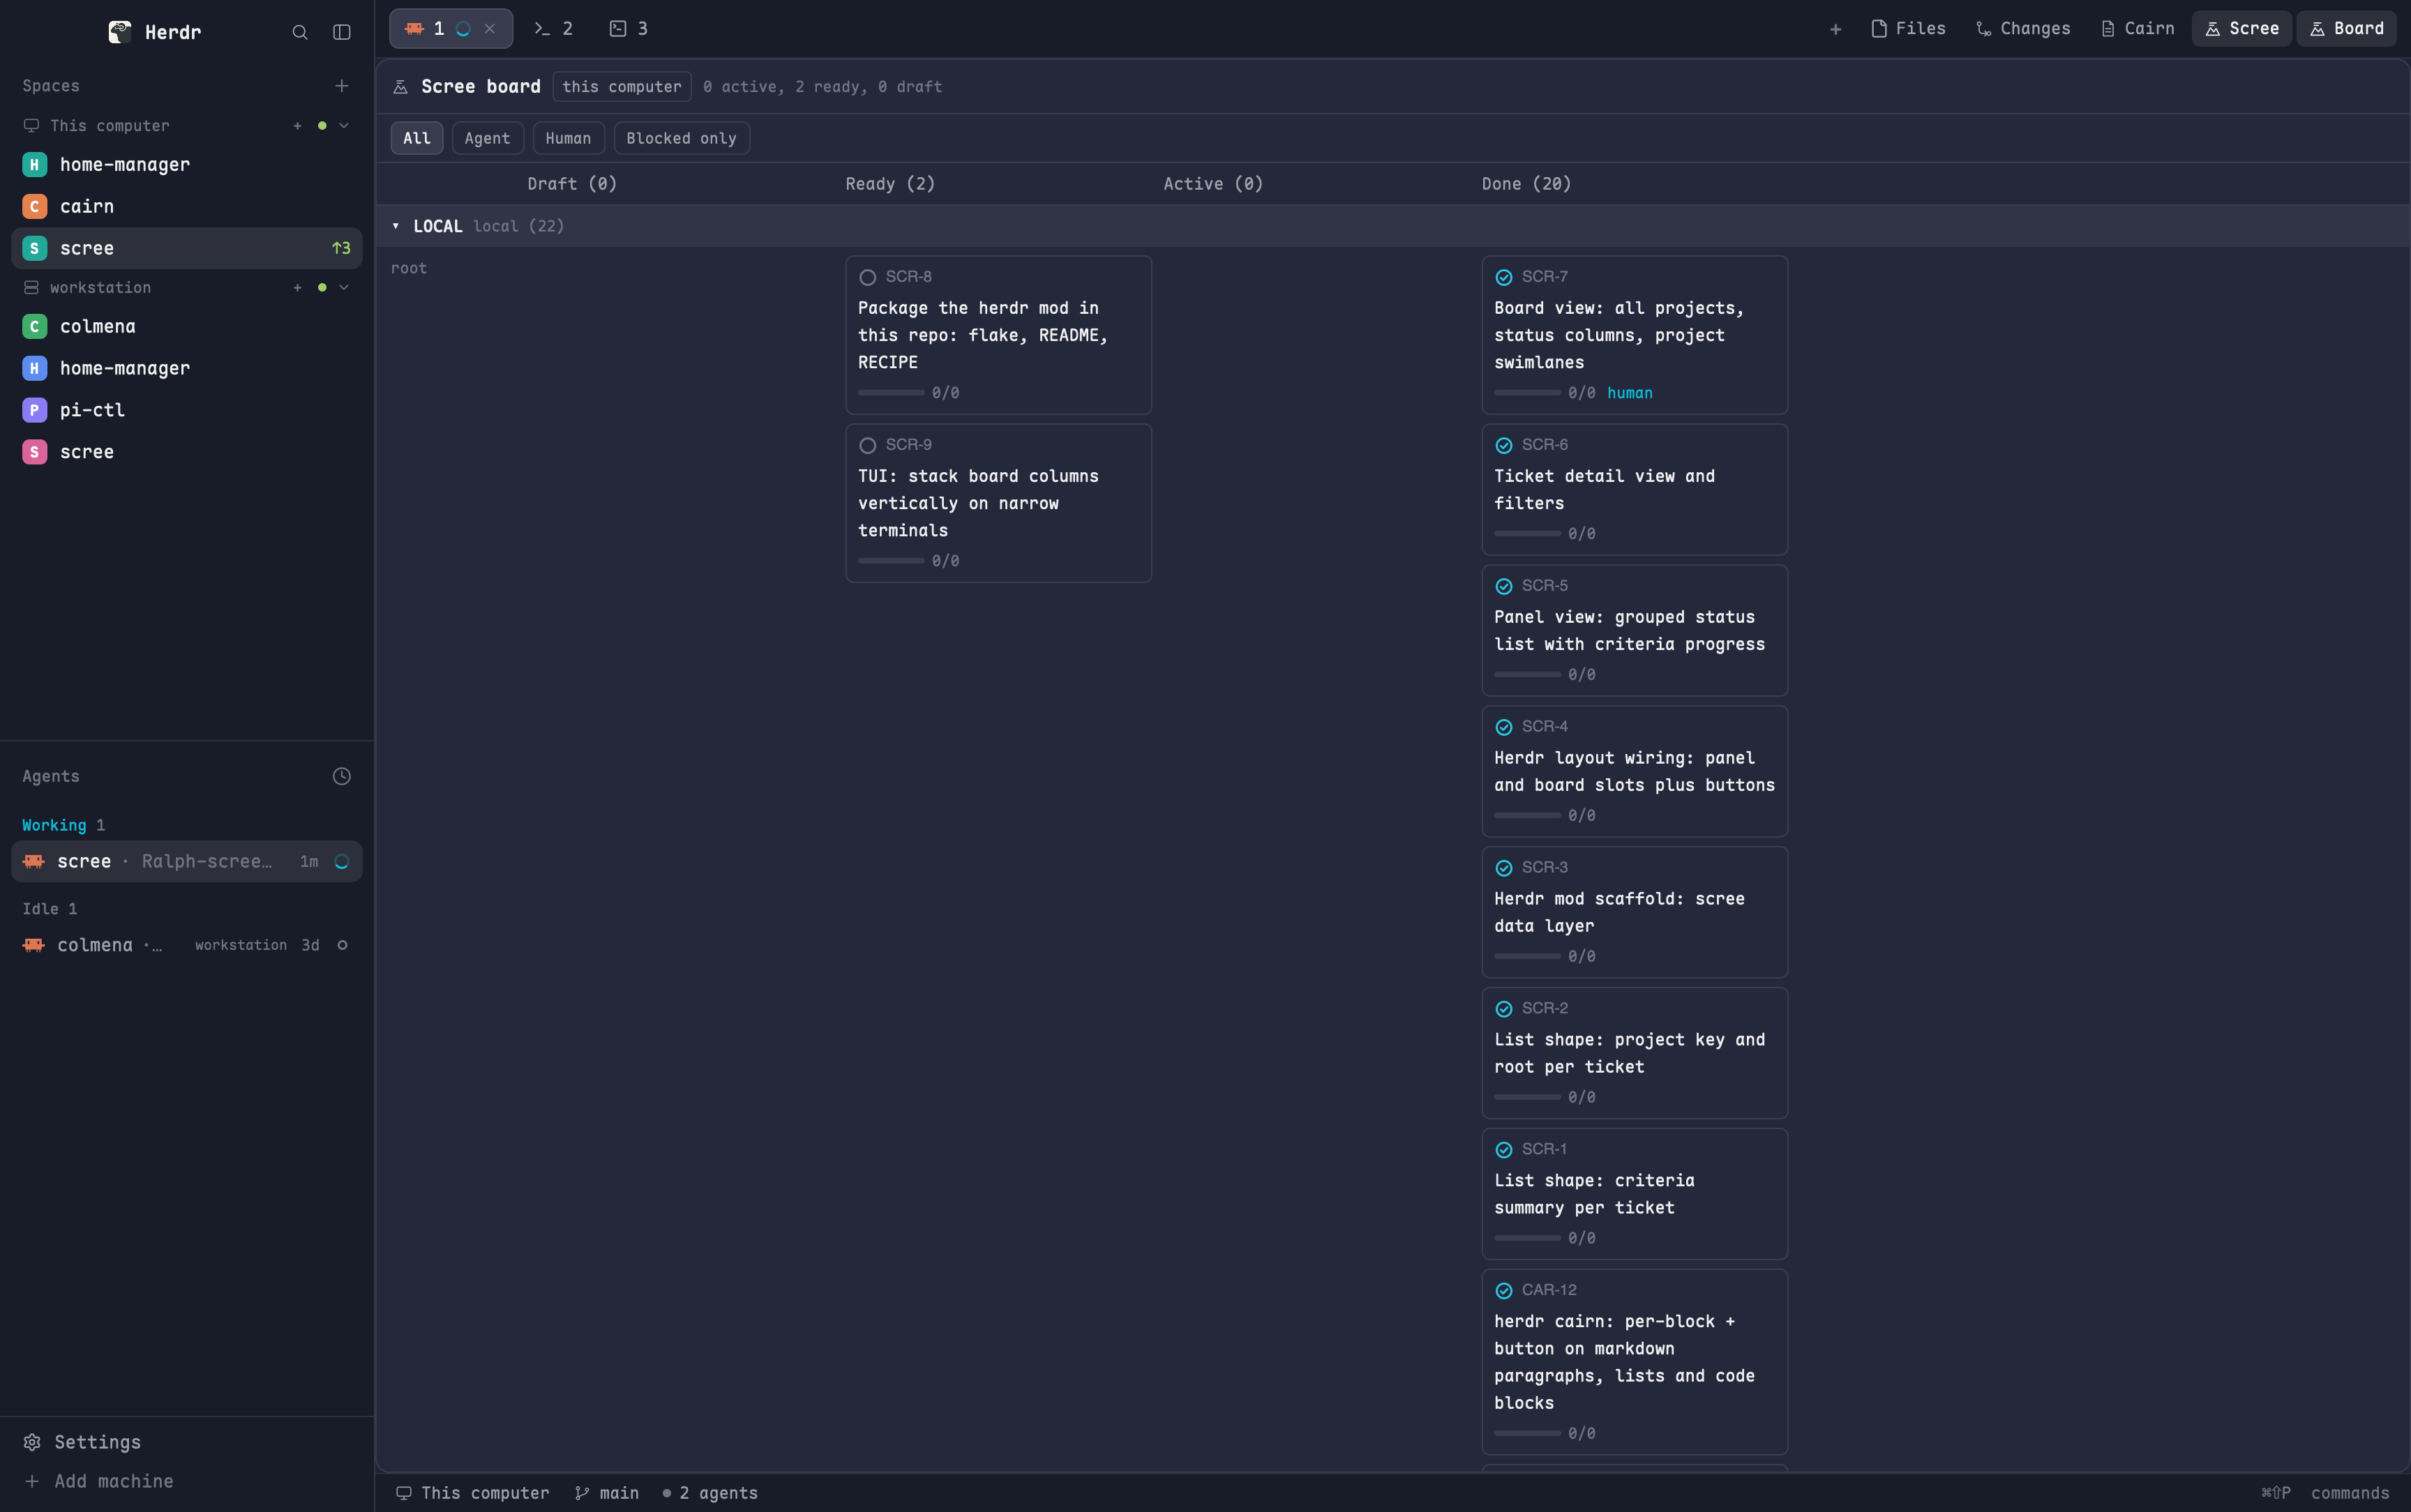 Herdr
Spaces
This computer
H home-manager
C cairn
S scree ↑3
workstation
C colmena
H home-manager
P pi-ctl
S scree
Agents
Working 1
scree · Ralph-scree… 1m
Idle 1
colmena ·… workstation 3d
Settings
+ Add machine
1 × 2 3
+ Files Changes Cairn Scree Board
Scree board this computer 0 active, 2 ready, 0 draft
All Agent Human Blocked only
Draft (0) Ready (2) Active (0) Done (20)
▾ LOCAL local (22)
root
SCR-8
Package the herdr mod in
this repo: flake, README,
RECIPE
0/0
SCR-9
TUI: stack board columns
vertically on narrow
terminals
0/0
SCR-7
Board view: all projects,
status columns, project
swimlanes
0/0 human
SCR-6
Ticket detail view and
filters
0/0
SCR-5
Panel view: grouped status
list with criteria progress
0/0
SCR-4
Herdr layout wiring: panel
and board slots plus buttons
0/0
SCR-3
Herdr mod scaffold: scree
data layer
0/0
SCR-2
List shape: project key and
root per ticket
0/0
SCR-1
List shape: criteria
summary per ticket
0/0
CAR-12
herdr cairn: per-block +
button on markdown
paragraphs, lists and code
blocks
0/0
This computer main 2 agents
⌘⇧P commands